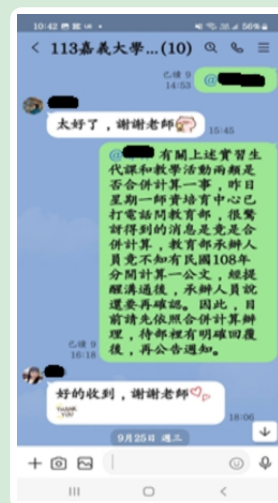 10:42
56%
< 113嘉義大學...(10)
已讀 9
14:53
@
太好了，謝謝老師
15:45
@ 有關上述實習生
代課和教學活動兩類是
否合併計算一事，昨日
星期一師資培育中心已
打電話問教育部，很驚
訝得到的消息是竟是合
併計算，教育部承辦人
員竟不知有民國108年
分開計算一公文，經提
醒溝通後，承辦人員說
還要再確認。因此，目
前請先依照合併計算辦
理，待部裡有明確回覆
後，再公告週知。
已讀 9
16:18
好的收到，謝謝老師
THANK
YOU
18:06
9月25日 週三